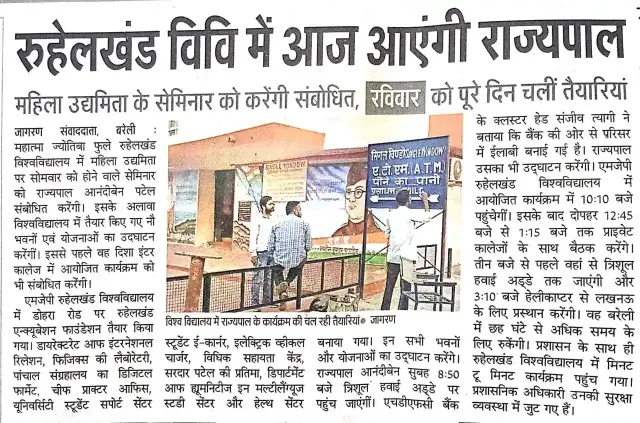 रुहेलखंड विवि में आज आएंगी राज्यपाल
महिला उद्यमिता के सेमिनार को करेंगी संबोधित, रविवार को पूरे दिन चलीं तैयारियां
जागरण संवाददाता, बरेली :
महात्मा ज्योतिबा फुले रुहेलखंड
विश्वविद्यालय में महिला उद्यमिता
पर सोमवार को होने वाले सेमिनार
को राज्यपाल आनंदीबेन पटेल
संबोधित करेंगी। इसके अलावा
विश्वविद्यालय में तैयार किए गए नौ
भवनों एवं योजनाओं का उद्घाटन
करेंगी। इससे पहले वह दिशा इंटर
कालेज में आयोजित कार्यक्रम को
भी संबोधित करेंगी।
एमजेपी रुहेलखंड विश्वविद्यालय
में डोहरा रोड पर रुहेलखंड
एन्क्यूबेशन फाउंडेशन तैयार किया
गया। डायरेक्टरेट आफ इंटरनेशनल
रिलेशन, फिजिक्स की लैबोरेटरी,
पांचाल संग्रहालय का डिजिटल
फार्मेट, चीफ प्राक्टर आफिस,
यूनिवर्सिटी स्टूडेंट सपोर्ट सेंटर
SINGLE WINDOW
सिंगल विण्डो SINGLE WINDOW
ए.टी.एम. A.T.M.
पीने का पानी
विश्व विद्यालय में राज्यपाल के कार्यक्रम की चल रही तैयारियां● जागरण
स्टूडेंट ई-कार्नर, इलेक्ट्रिक व्हीकल
चार्जर, विधिक सहायता केंद्र,
सरदार पटेल की प्रतिमा, डिपार्टमेंट
आफ ह्यूमनिटीज इन मल्टीलैंग्यूज
स्टडी सेंटर और हेल्थ सेंटर
बनाया गया। इन सभी भवनों
और योजनाओं का उद्घाटन करेंगे।
राज्यपाल आनंदीबेन सुबह 8:50
बजे त्रिशूल हवाई अड्डे पर
पहुंच जाएंगी। एचडीएफसी बैंक
के क्लस्टर हेड संजीव त्यागी ने
बताया कि बैंक की ओर से परिसर
में ईलाबी बनाई गई है। राज्यपाल
उसका भी उद्घाटन करेंगी। एमजेपी
रुहेलखंड विश्वविद्यालय में
आयोजित कार्यक्रम में 10:10 बजे
पहुंचेंगीं। इसके बाद दोपहर 12:45
बजे से 1:15 बजे तक प्राइवेट
कालेजों के साथ बैठक करेंगे।
तीन बजे से पहले वहां से त्रिशूल
हवाई अड्डे तक जाएंगी और
3:10 बजे हेलीकाप्टर से लखनऊ
के लिए प्रस्थान करेंगी। वह बरेली
में छह घंटे से अधिक समय के
लिए रुकेंगी। प्रशासन के साथ ही
रुहेलखंड विश्वविद्यालय में मिनट
टू मिनट कार्यक्रम पहुंच गया।
प्रशासनिक अधिकारी उनकी सुरक्षा
व्यवस्था में जुट गए हैं।